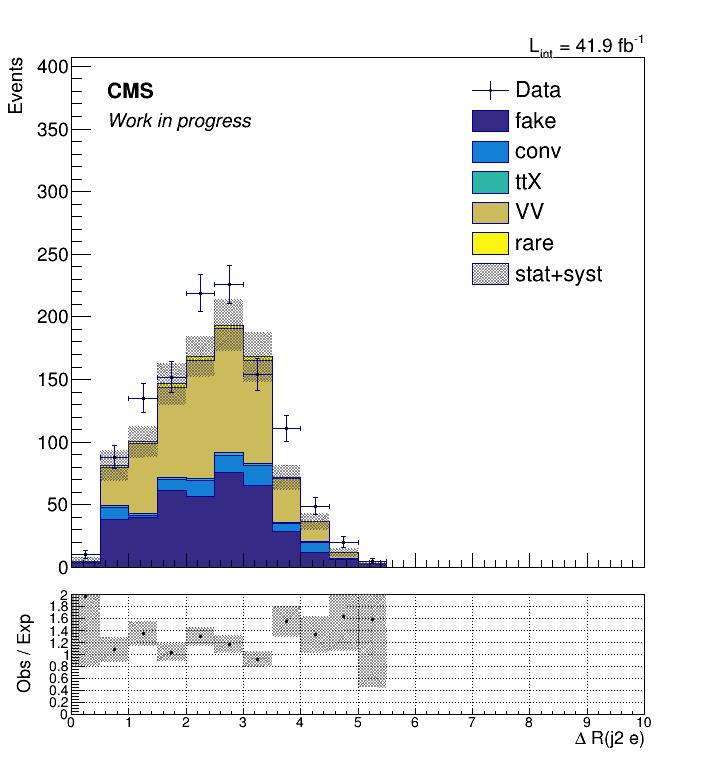 L_int = 41.9 fb^-1
Events
400
350
300
250
200
150
100
50
0
CMS
Work in progress
Data
fake
conv
ttX
VV
rare
stat+syst
Obs / Exp
2
1.8
1.6
1.4
1.2
1
0.8
0.6
0.4
0.2
0
0 1 2 3 4 5 6 7 8 9 10
Δ R(j2 e)